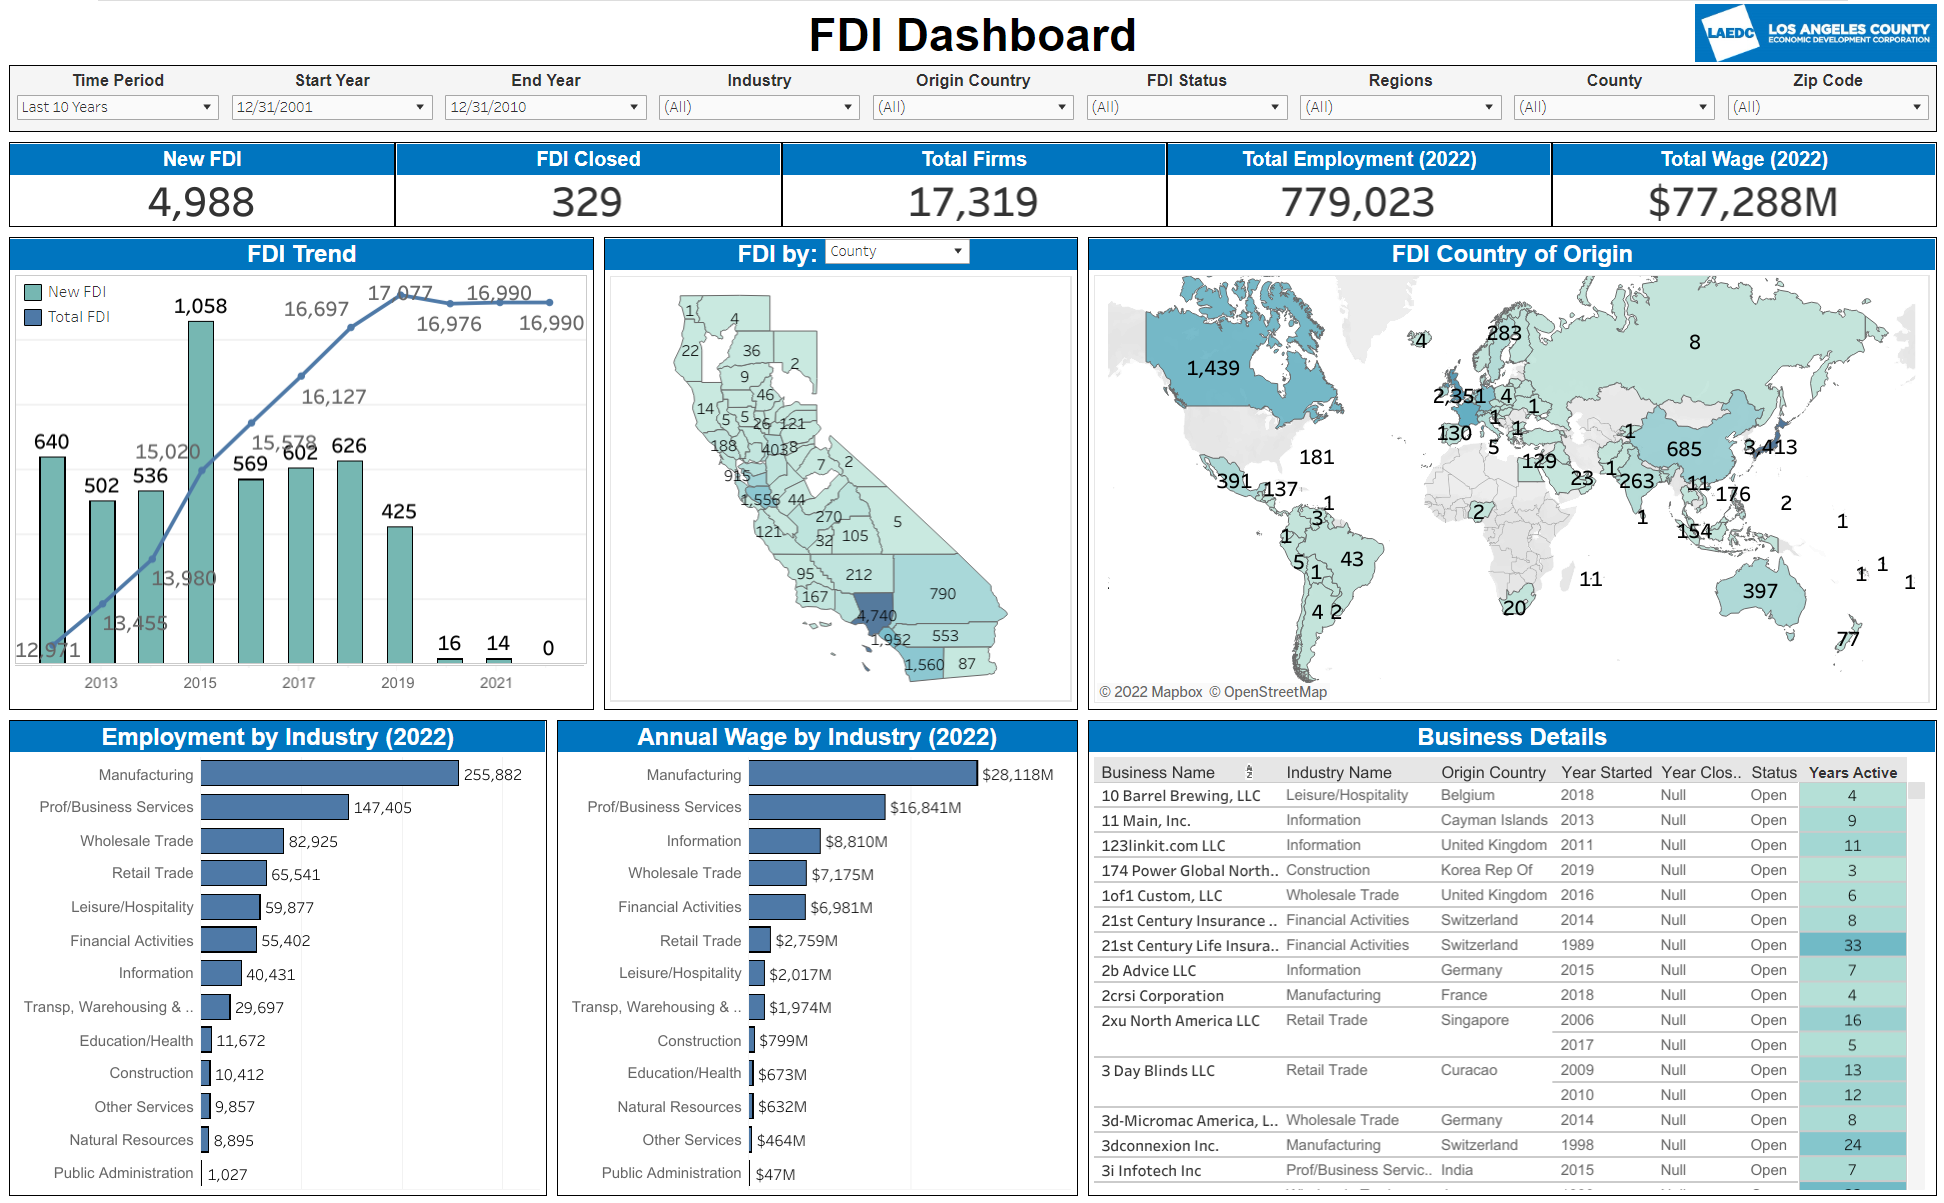 FDI Dashboard
LAEDC LOS ANGELES COUNTY
ECONOMIC DEVELOPMENT CORPORATION
Time Period Start Year End Year Industry Origin Country FDI Status Regions County Zip Code
Last 10 Years 12/31/2001 12/31/2010 (All) (All) (All) (All) (All) (All)
New FDI FDI Closed Total Firms Total Employment (2022) Total Wage (2022)
4,988 329 17,319 779,023 $77,288M
FDI Trend
New FDI
Total FDI
640 502 536 1,058 569 602 626 425 16 14 0
12,971 13,455 13,980 15,020 15,578 16,127 16,697 17,077 16,976 16,990 16,990
2013 2015 2017 2019 2021
FDI by: County
1 4
22 36 2
9
46
14 5 5 26 121
188 403 8
915 7 2
1,556 44
270 5
121 32 105
95 212
167 790
4,740
1,952 553
1,560 87
FDI Country of Origin
4 283 8
1,439
2,351 4 1
1
130 1 1 685 3,413
5
181 129 1
391 137 23 263 11 176
1 2
3 2 1 1
1 154
5 43 1 1
1 11 1
397
4 2 20
77
© 2022 Mapbox © OpenStreetMap
Employment by Industry (2022)
Manufacturing 255,882
Prof/Business Services 147,405
Wholesale Trade 82,925
Retail Trade 65,541
Leisure/Hospitality 59,877
Financial Activities 55,402
Information 40,431
Transp, Warehousing & .. 29,697
Education/Health 11,672
Construction 10,412
Other Services 9,857
Natural Resources 8,895
Public Administration 1,027
Annual Wage by Industry (2022)
Manufacturing $28,118M
Prof/Business Services $16,841M
Information $8,810M
Wholesale Trade $7,175M
Financial Activities $6,981M
Retail Trade $2,759M
Leisure/Hospitality $2,017M
Transp, Warehousing & .. $1,974M
Construction $799M
Education/Health $673M
Natural Resources $632M
Other Services $464M
Public Administration $47M
Business Details
Business Name Industry Name Origin Country Year Started Year Clos.. Status Years Active
10 Barrel Brewing, LLC Leisure/Hospitality Belgium 2018 Null Open 4
11 Main, Inc. Information Cayman Islands 2013 Null Open 9
123linkit.com LLC Information United Kingdom 2011 Null Open 11
174 Power Global North.. Construction Korea Rep Of 2019 Null Open 3
1of1 Custom, LLC Wholesale Trade United Kingdom 2016 Null Open 6
21st Century Insurance .. Financial Activities Switzerland 2014 Null Open 8
21st Century Life Insura.. Financial Activities Switzerland 1989 Null Open 33
2b Advice LLC Information Germany 2015 Null Open 7
2crsi Corporation Manufacturing France 2018 Null Open 4
2xu North America LLC Retail Trade Singapore 2006 Null Open 16
2017 Null Open 5
3 Day Blinds LLC Retail Trade Curacao 2009 Null Open 13
2010 Null Open 12
3d-Micromac America, L.. Wholesale Trade Germany 2014 Null Open 8
3dconnexion Inc. Manufacturing Switzerland 1998 Null Open 24
3i Infotech Inc Prof/Business Servic.. India 2015 Null Open 7